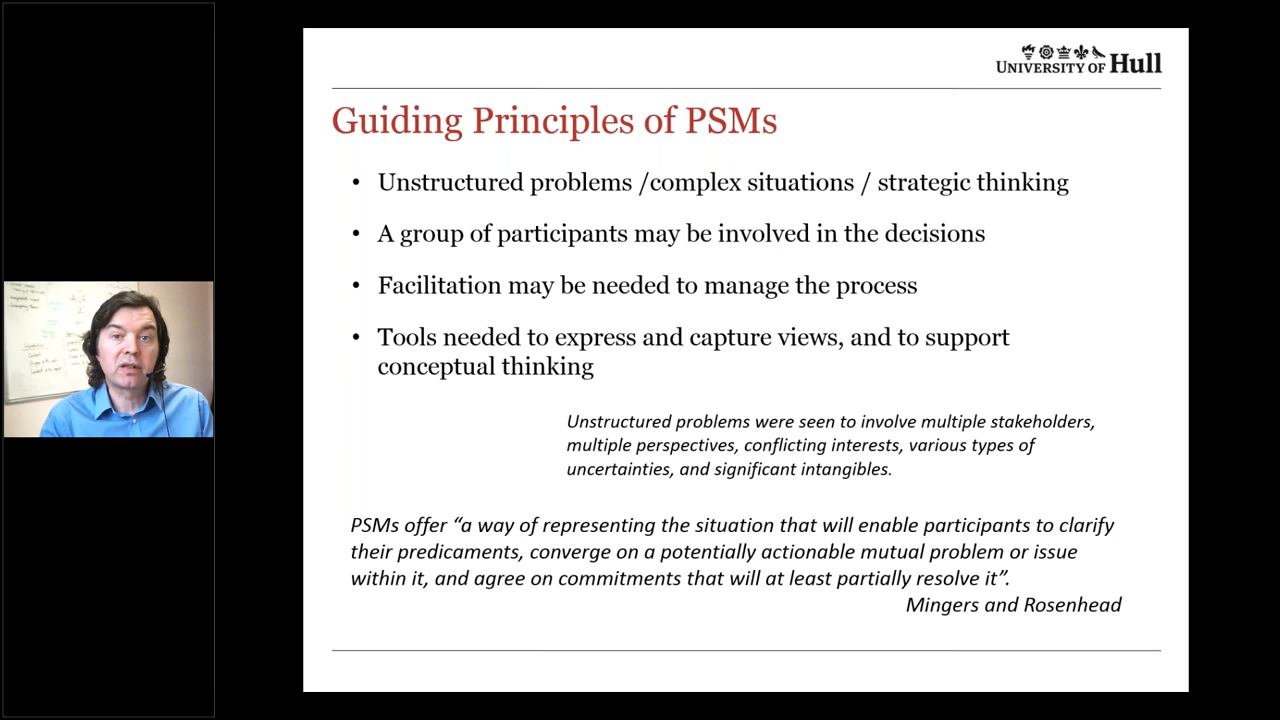 UNIVERSITY OF Hull
Guiding Principles of PSMs
• Unstructured problems /complex situations / strategic thinking
• A group of participants may be involved in the decisions
• Facilitation may be needed to manage the process
• Tools needed to express and capture views, and to support
conceptual thinking
Unstructured problems were seen to involve multiple stakeholders,
multiple perspectives, conflicting interests, various types of
uncertainties, and significant intangibles.
PSMs offer “a way of representing the situation that will enable participants to clarify
their predicaments, converge on a potentially actionable mutual problem or issue
within it, and agree on commitments that will at least partially resolve it”.
Mingers and Rosenhead